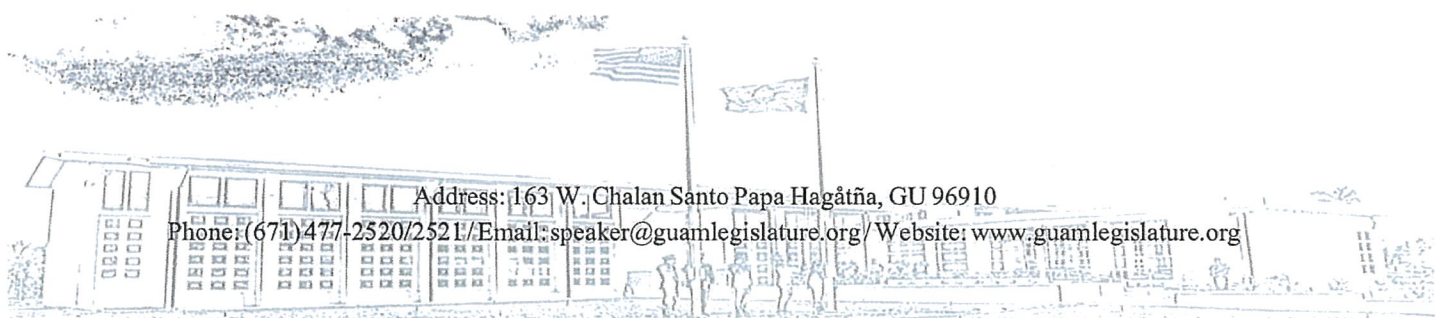 Address: 163 W. Chalan Santo Papa Hagåtña, GU 96910
Phone: (671)477-2520/2521/ Email: speaker@guamlegislature.org/ Website: www.guamlegislature.org